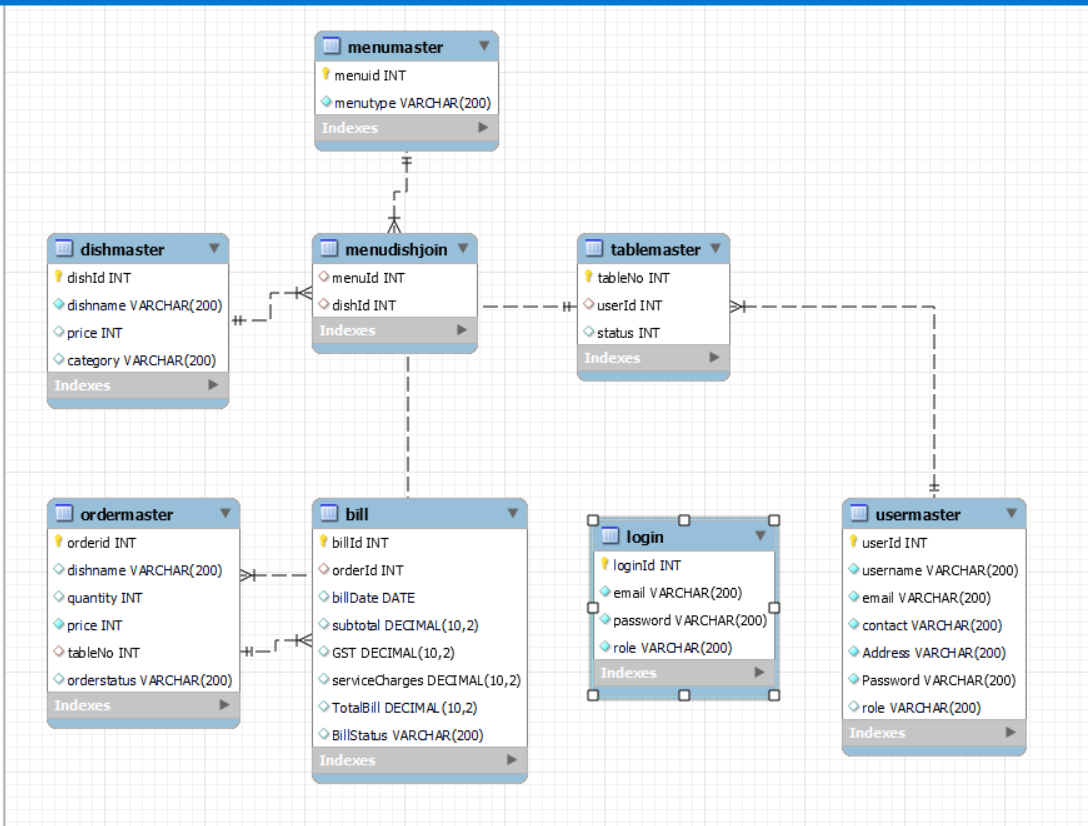 menumaster
menuid INT
menutype VARCHAR(200)
Indexes
dishmaster
dishId INT
dishname VARCHAR(200)
price INT
category VARCHAR(200)
Indexes
menudishjoin
menuId INT
dishId INT
Indexes
tablemaster
tableNo INT
userId INT
status INT
Indexes
ordermaster
orderid INT
dishname VARCHAR(200)
quantity INT
price INT
tableNo INT
orderstatus VARCHAR(200)
Indexes
bill
billId INT
orderId INT
billDate DATE
subtotal DECIMAL(10,2)
GST DECIMAL(10,2)
serviceCharges DECIMAL(10,2)
TotalBill DECIMAL(10,2)
BillStatus VARCHAR(200)
Indexes
login
loginId INT
email VARCHAR(200)
password VARCHAR(200)
role VARCHAR(200)
Indexes
usermaster
userId INT
username VARCHAR(200)
email VARCHAR(200)
contact VARCHAR(200)
Address VARCHAR(200)
Password VARCHAR(200)
role VARCHAR(200)
Indexes